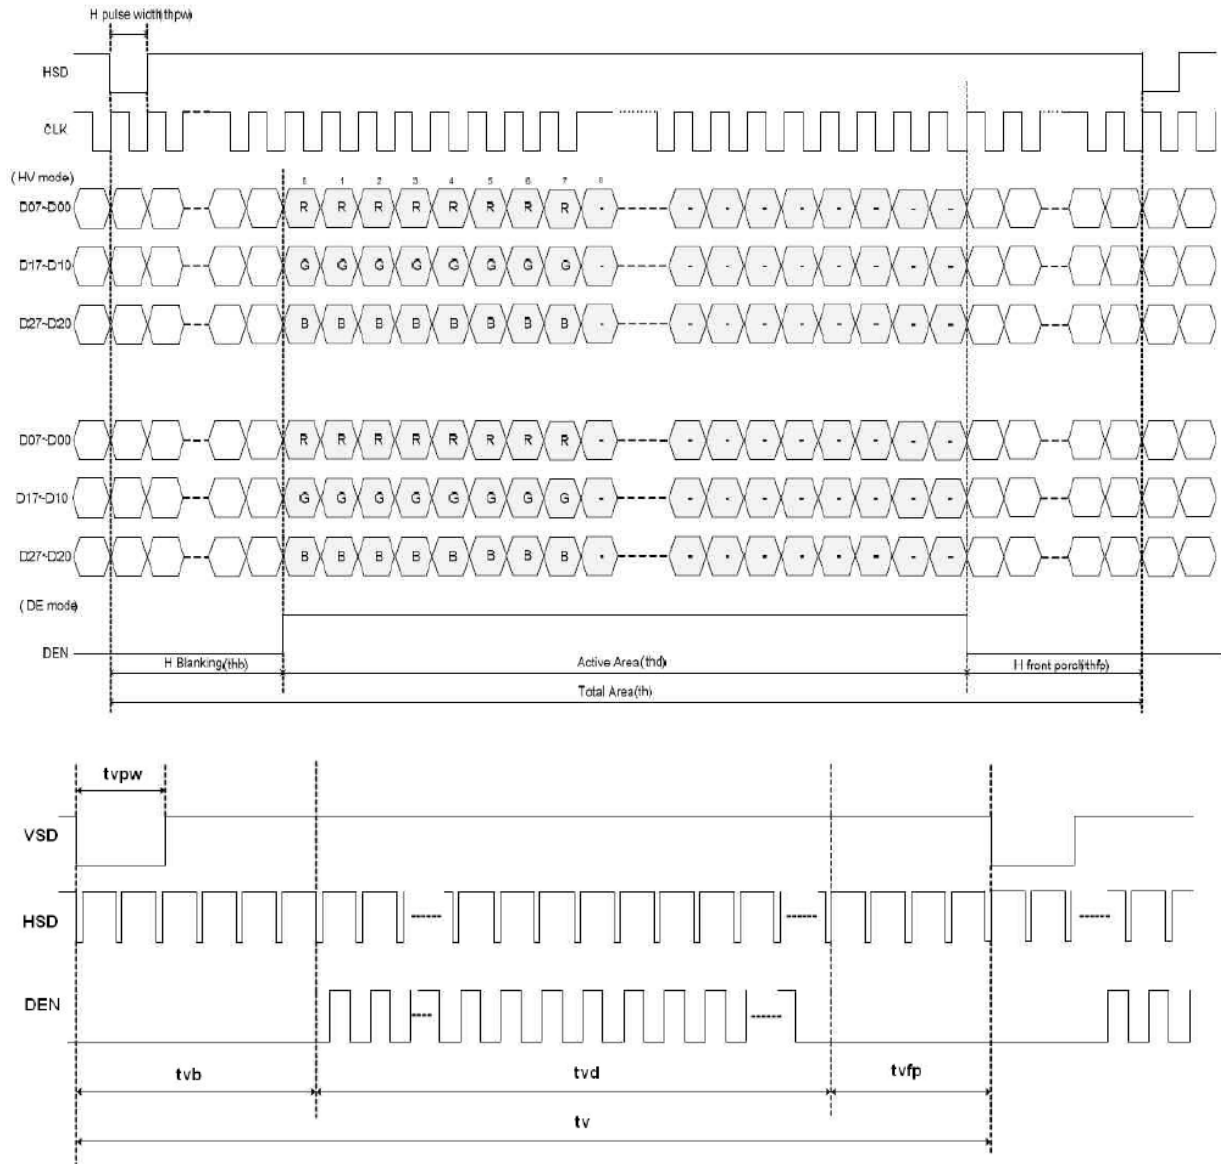 H pulse width(thpw)
HSD
CLK
(HV mode)
0 1 2 3 4 5 6 7 8
D07~D00 R R R R R R R R
D17~D10 G G G G G G G G
D27~D20 B B B B B B B B
D07~D00 R R R R R R R R
D17~D10 G G G G G G G G
D27~D20 B B B B B B B B
(DE mode)
DEN
H Blanking(thb) Active Area(thd) H front porch(thfp)
Total Area(th)
tvpw
VSD
HSD
DEN
tvb tvd tvfp
tv